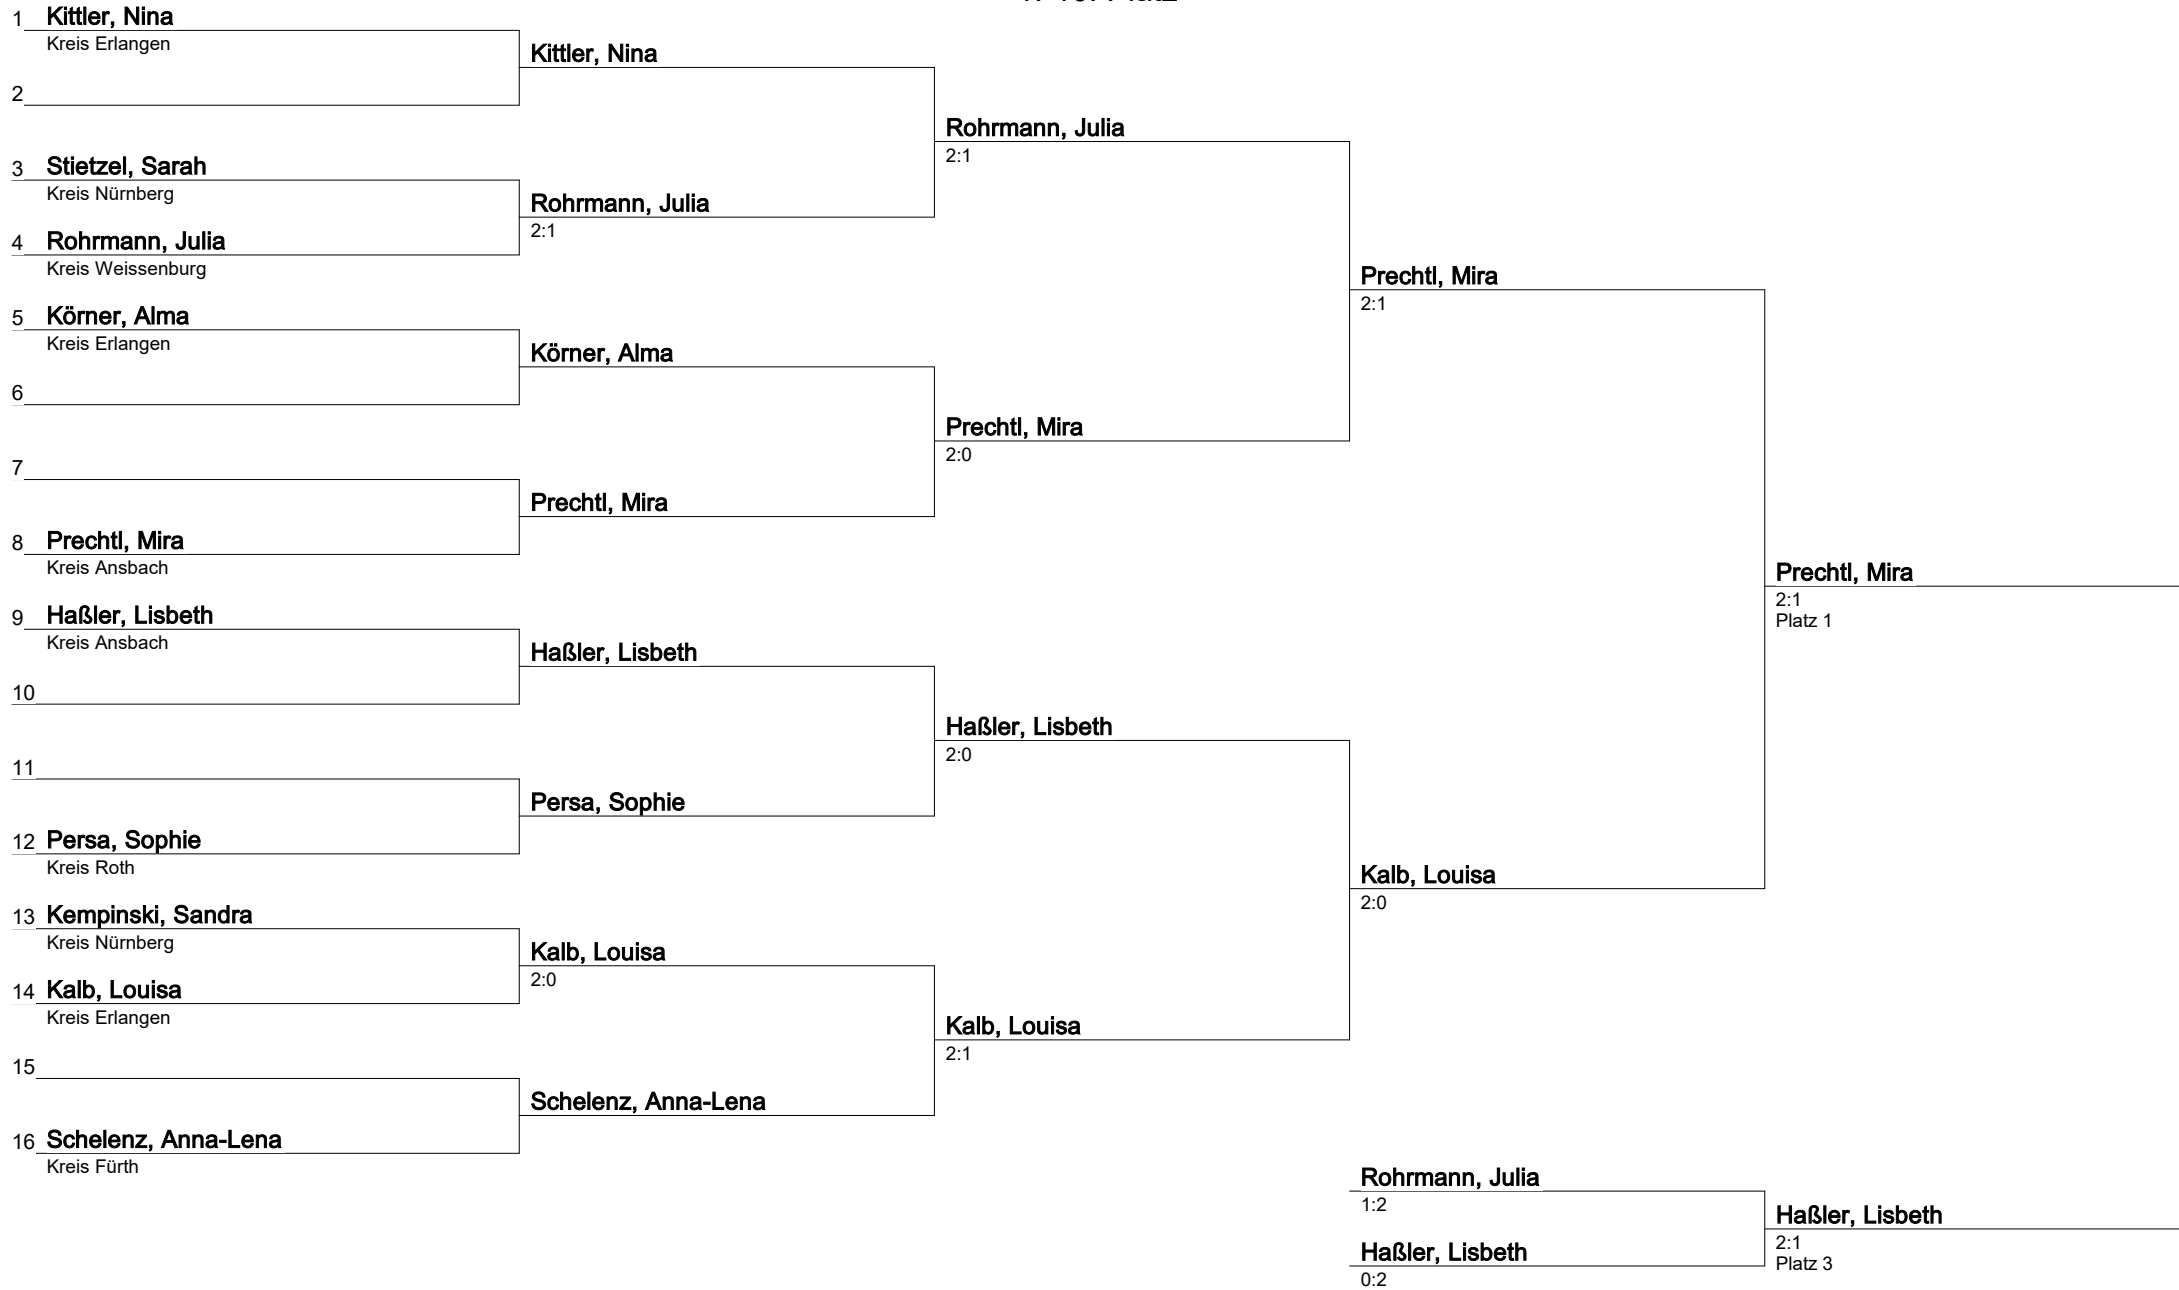 1 Kittler, Nina
Kreis Erlangen
Kittler, Nina
2
Rohrmann, Julia
2:1
3 Stietzel, Sarah
Kreis Nürnberg
Rohrmann, Julia
2:1
4 Rohrmann, Julia
Kreis Weissenburg
Prechtl, Mira
2:1
5 Körner, Alma
Kreis Erlangen
Körner, Alma
6
Prechtl, Mira
2:0
7
Prechtl, Mira
8 Prechtl, Mira
Kreis Ansbach
Prechtl, Mira
2:1
Platz 1
9 Haßler, Lisbeth
Kreis Ansbach
Haßler, Lisbeth
10
Haßler, Lisbeth
2:0
11
Persa, Sophie
12 Persa, Sophie
Kreis Roth
Kalb, Louisa
2:0
13 Kempinski, Sandra
Kreis Nürnberg
Kalb, Louisa
2:0
14 Kalb, Louisa
Kreis Erlangen
Kalb, Louisa
2:1
15
Schelenz, Anna-Lena
16 Schelenz, Anna-Lena
Kreis Fürth
Rohrmann, Julia
1:2
Haßler, Lisbeth
2:1
Platz 3
Haßler, Lisbeth
0:2